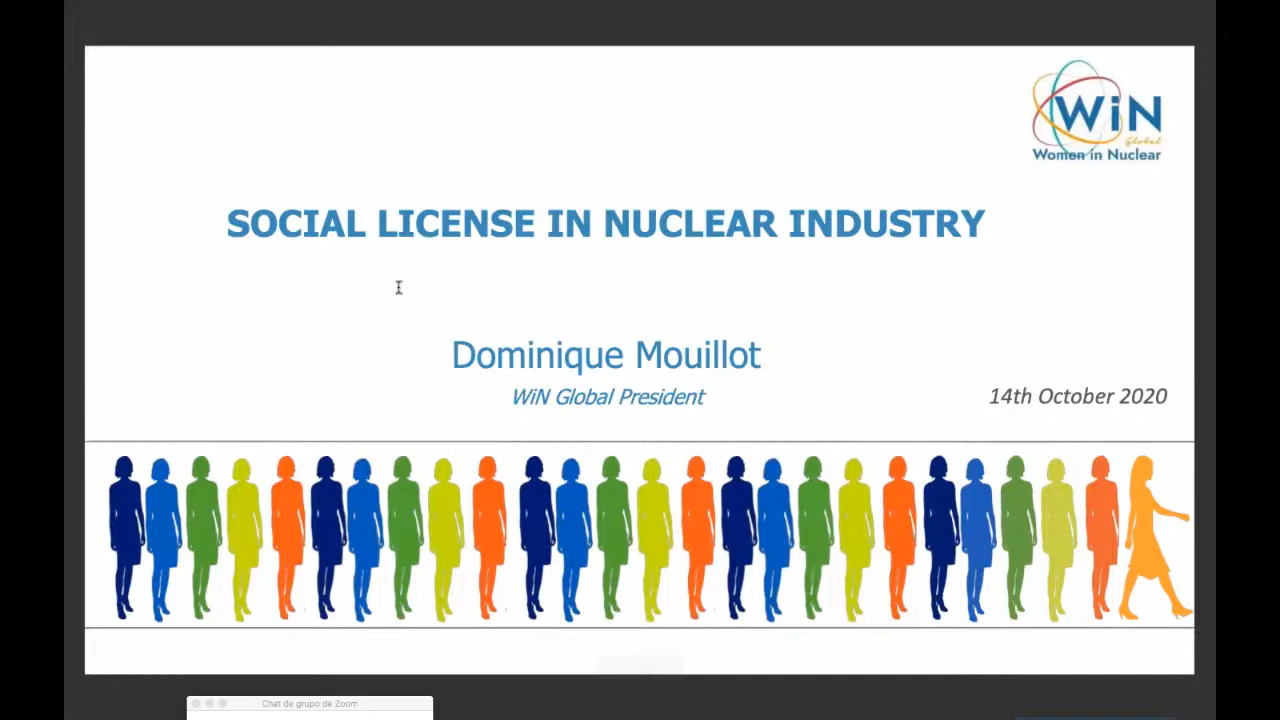 WiN
Global
Women in Nuclear
SOCIAL LICENSE IN NUCLEAR INDUSTRY
Dominique Mouillot
WiN Global President
14th October 2020
Chat de grupo de Zoom